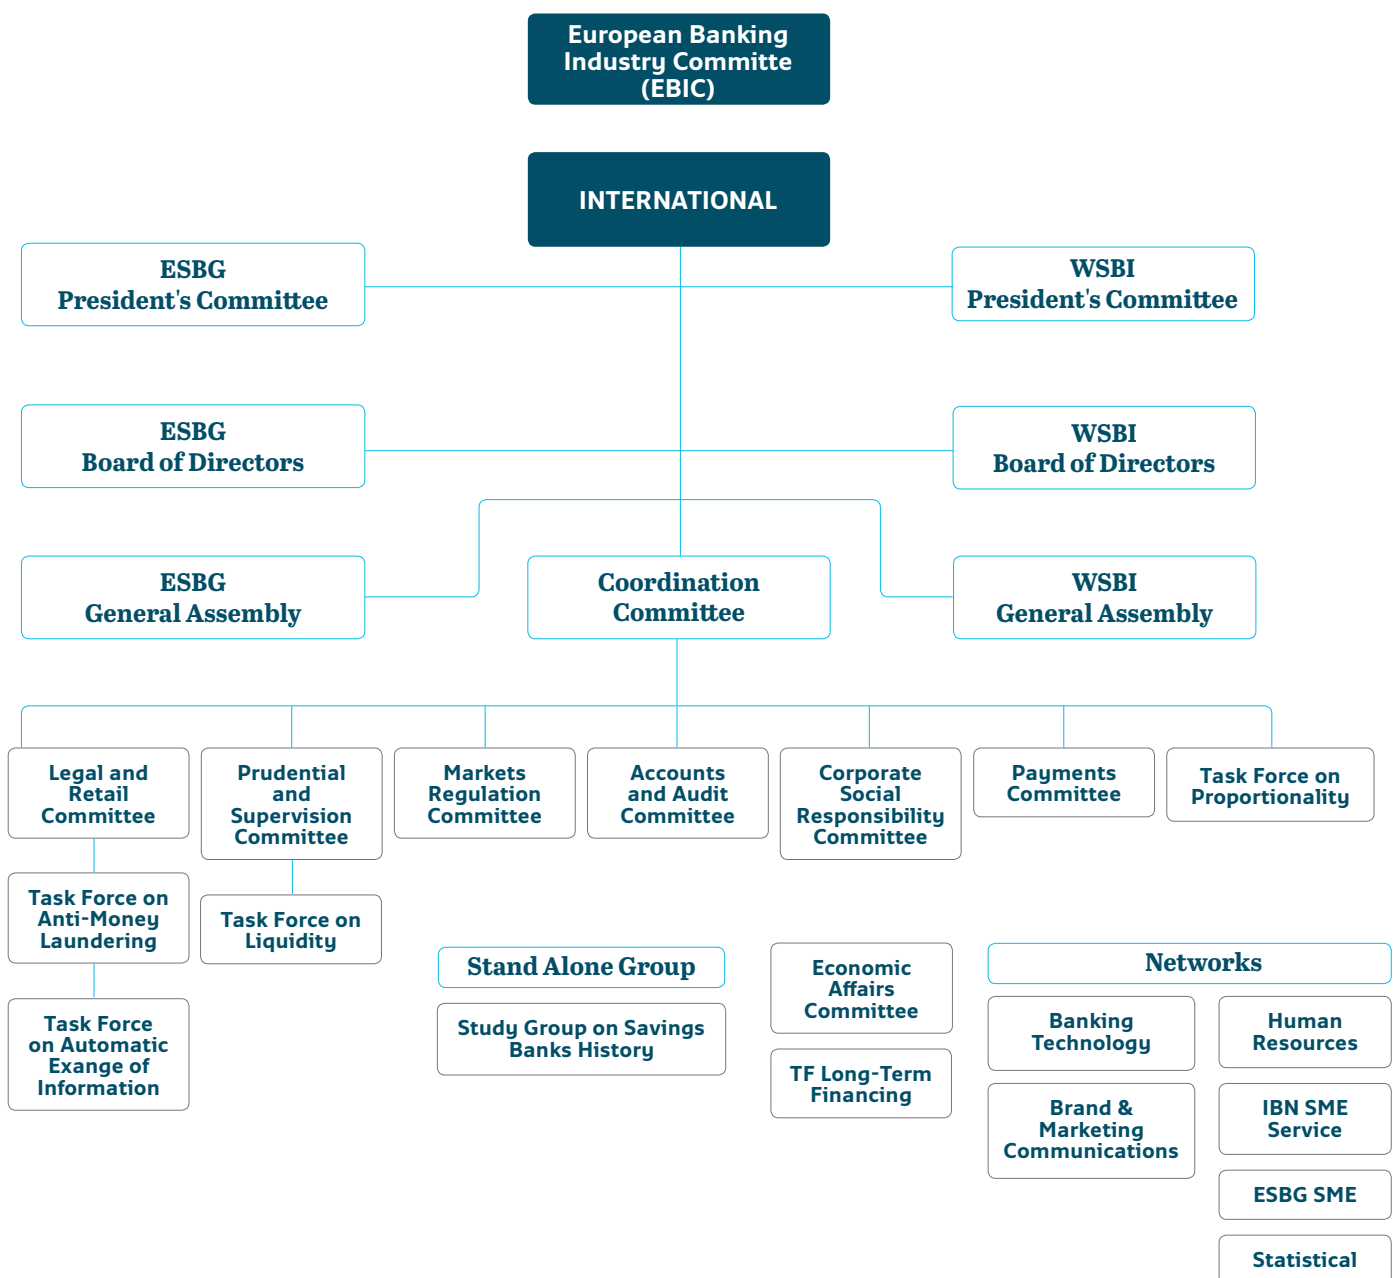 European Banking
Industry Committe
(EBIC)
INTERNATIONAL
ESBG
President's Committee
WSBI
President's Committee
ESBG
Board of Directors
WSBI
Board of Directors
ESBG
General Assembly
Coordination
Committee
WSBI
General Assembly
Legal and
Retail
Committee
Prudential
and
Supervision
Committee
Markets
Regulation
Committee
Accounts
and Audit
Committee
Corporate
Social
Responsibility
Committee
Payments
Committee
Task Force on
Proportionality
Task Force on
Anti-Money
Laundering
Task Force on
Liquidity
Task Force
on Automatic
Exange of
Information
Stand Alone Group
Study Group on Savings
Banks History
Economic
Affairs
Committee
TF Long-Term
Financing
Networks
Banking
Technology
Brand &
Marketing
Communications
Human
Resources
IBN SME
Service
ESBG SME
Statistical